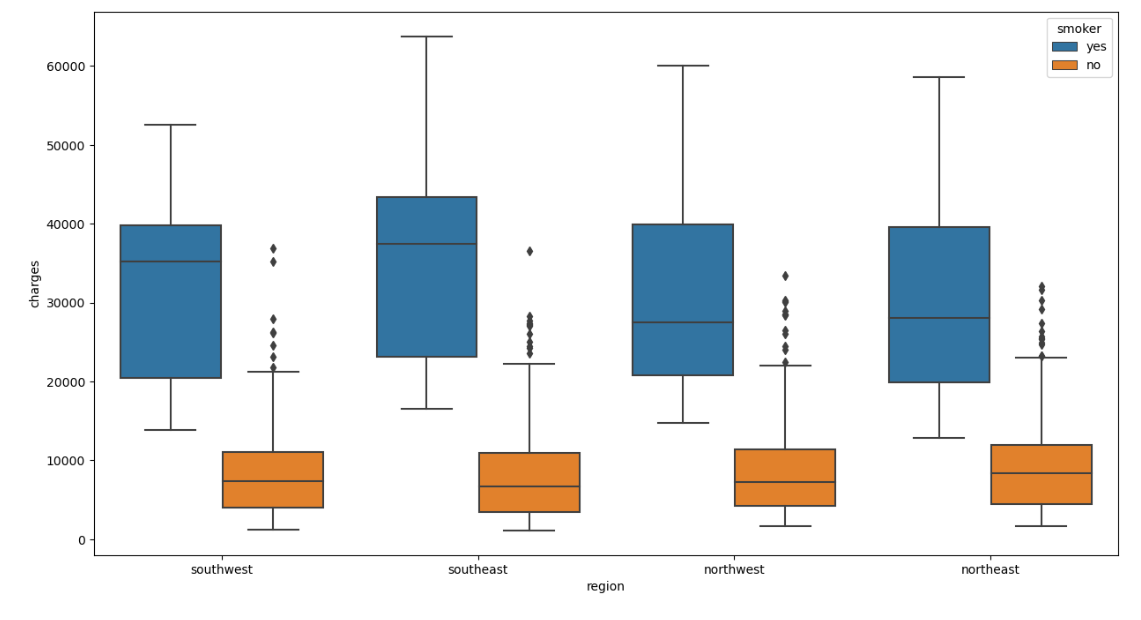 smoker
yes
no
60000
50000
40000
30000
20000
10000
0
charges
southwest southeast northwest northeast
region